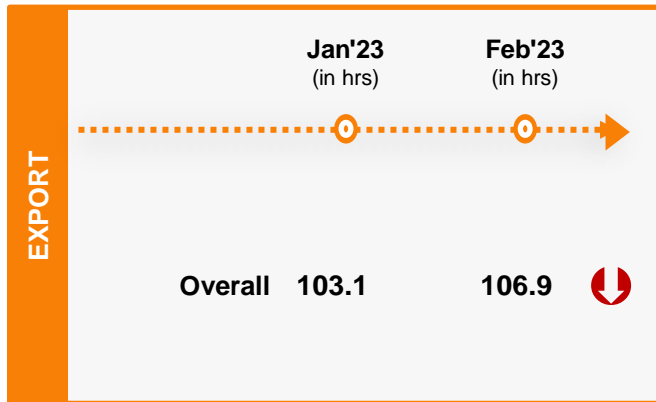 Jan'23 Feb'23
(in hrs) (in hrs)
EXPORT
Overall 103.1 106.9